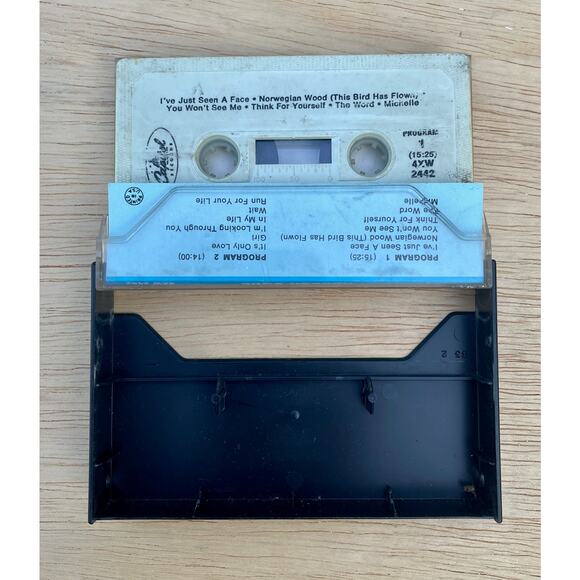 I've Just Seen A Face • Norwegian Wood (This Bird Has Flown) •
You Won't See Me • Think For Yourself • The Word • Michelle
PROGRAM
1
(15:25)
4XW
2442
Capitol
RECORDS
PROGRAM 1 (15:25)
I've Just Seen A Face
Norwegian Wood (This Bird Has Flown)
You Won't See Me
Think For Yourself
The Word
Michelle
PROGRAM 2 (14:00)
It's Only Love
Girl
I'm Looking Through You
In My Life
Wait
Run For Your Life